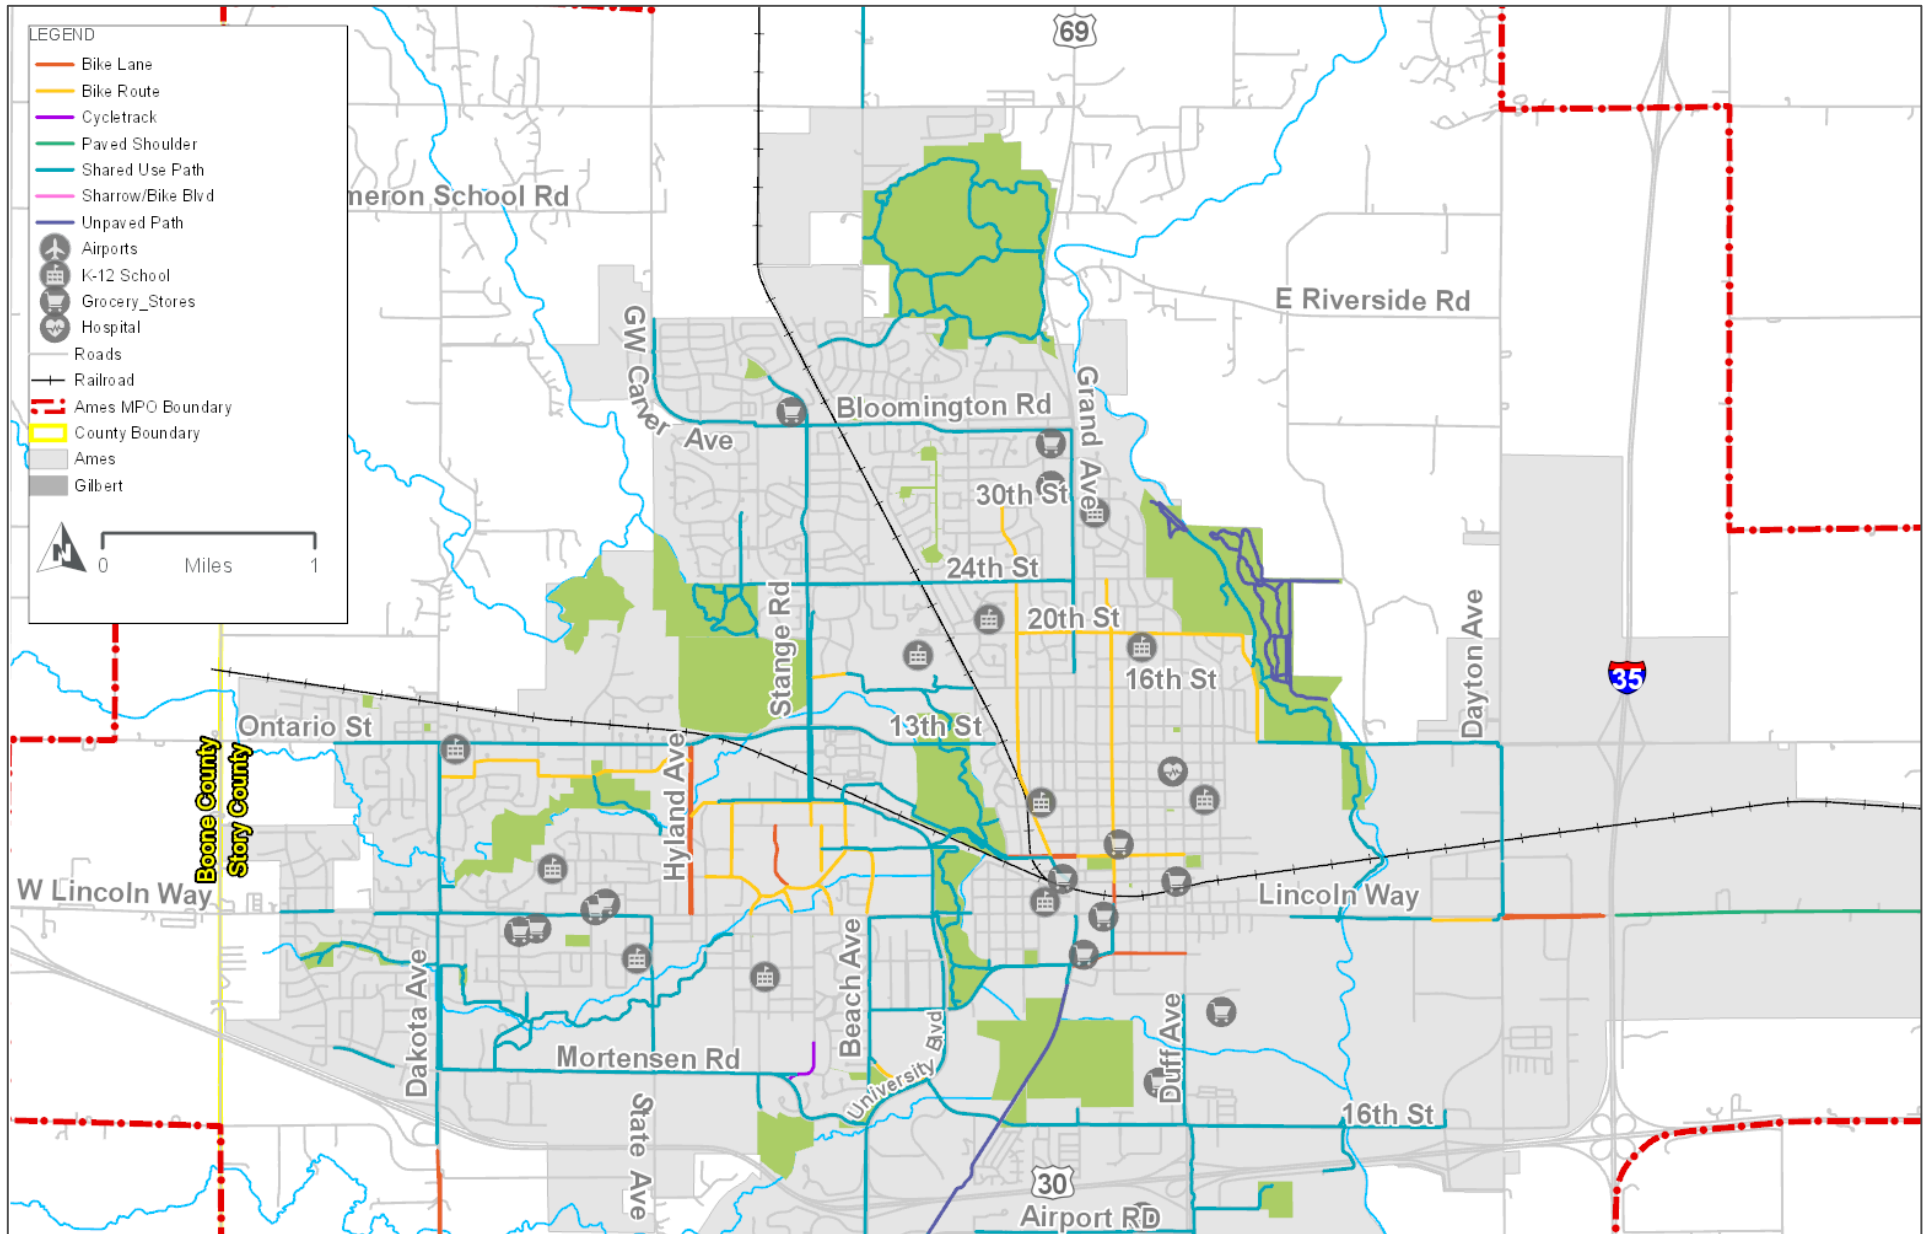 LEGEND
Bike Lane
Bike Route
Cycletrack
Paved Shoulder
Shared Use Path
Sharrow/Bike Blvd
Unpaved Path
Airports
K-12 School
Grocery_Stores
Hospital
Roads
Railroad
Ames MPO Boundary
County Boundary
Ames
Gilbert
N
0 Miles 1
69
meron School Rd
E Riverside Rd
GW Carver Ave
Bloomington Rd
Grand Ave
30th St
24th St
20th St
Stange Rd
16th St
Dayton Ave
35
Ontario St
13th St
Boone County
Story County
Hyland Ave
W Lincoln Way
Lincoln Way
Dakota Ave
Beach Ave
Mortensen Rd
University Blvd
Duff Ave
State Ave
16th St
30
Airport RD